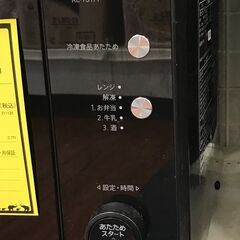 冷凍食品あたため
レンジ
解凍
1.お弁当
2.牛乳
3.酒
設定・時間
あたため
スタート